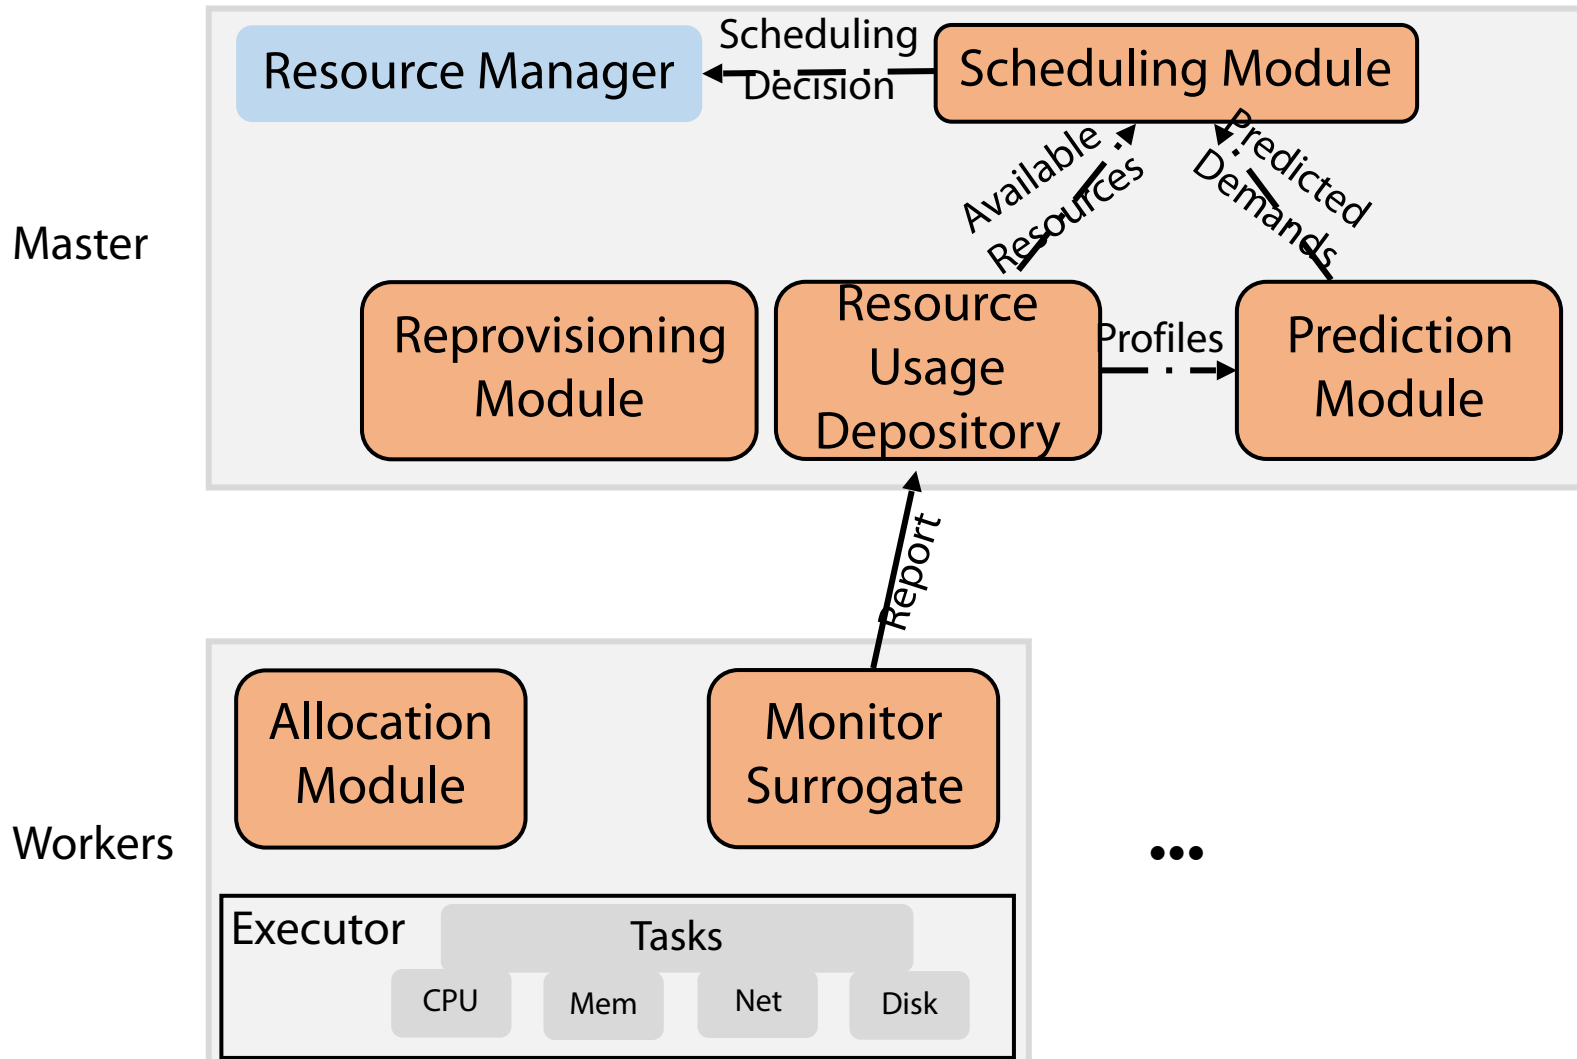 Resource Manager
Scheduling
Decision
Scheduling Module
Available
Resources
Predicted
Demands
Master
Reprovisioning
Module
Resource
Usage
Depository
Profiles
Prediction
Module
Report
Allocation
Module
Monitor
Surrogate
Workers
...
Executor
Tasks
CPU
Mem
Net
Disk